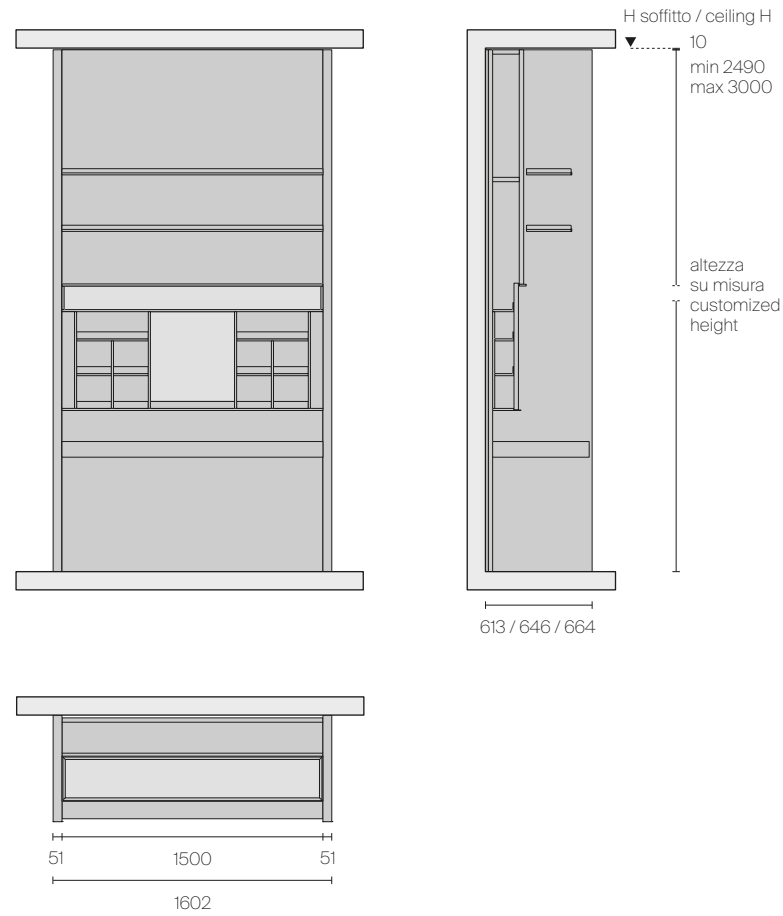 H soffitto / ceiling H
10
min 2490
max 3000
altezza
su misura
customized
height
613 / 646 / 664
51
1500
51
1602